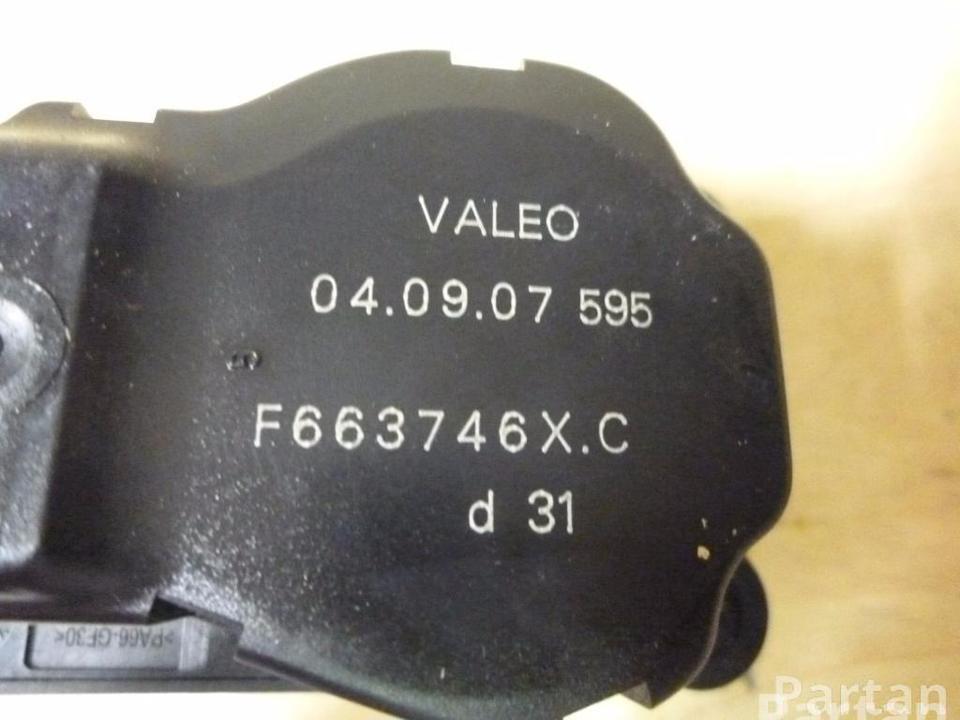 VALEO
04.09.07 595
F663746X.C
d 31
>PA66-GF30<
Partan